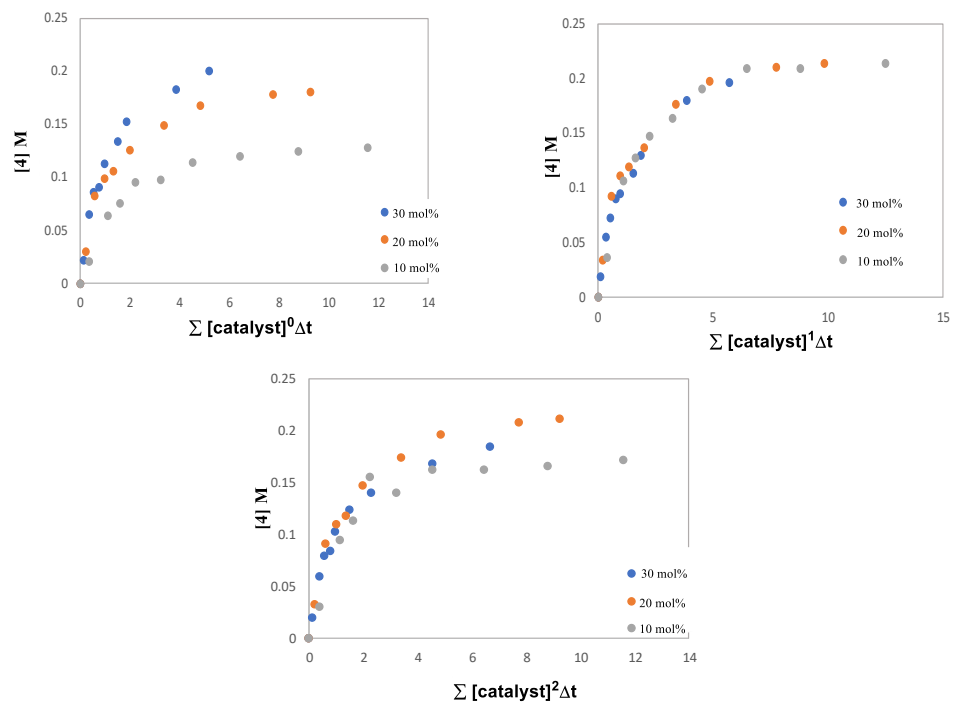 0.25
0.2
0.15
0.1
0.05
0
[4] M
0 2 4 6 8 10 12 14
∑ [catalyst]⁰Δt
30 mol%
20 mol%
10 mol%
0.25
0.2
0.15
0.1
0.05
0
[4] M
0 5 10 15
∑ [catalyst]¹Δt
30 mol%
20 mol%
10 mol%
0.25
0.2
0.15
0.1
0.05
0
[4] M
0 2 4 6 8 10 12 14
∑ [catalyst]²Δt
30 mol%
20 mol%
10 mol%